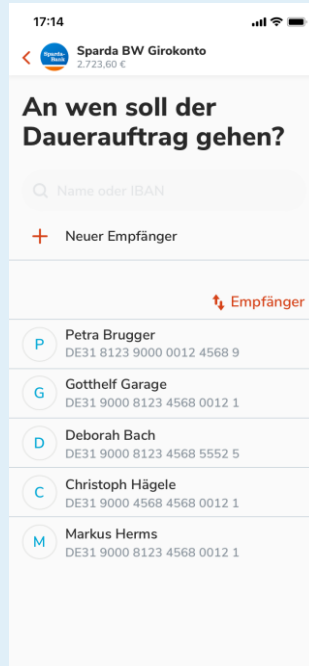 17:14
Sparda-Bank
Sparda BW Girokonto
2.723,60 €
An wen soll der
Dauerauftrag gehen?
Name oder IBAN
+ Neuer Empfänger
Empfänger
P
Petra Brugger
DE31 8123 9000 0012 4568 9
G
Gotthelf Garage
DE31 9000 8123 4568 0012 1
D
Deborah Bach
DE31 9000 8123 4568 5552 5
C
Christoph Hägele
DE31 9000 4568 4568 0012 1
M
Markus Herms
DE31 9000 8123 4568 0012 1